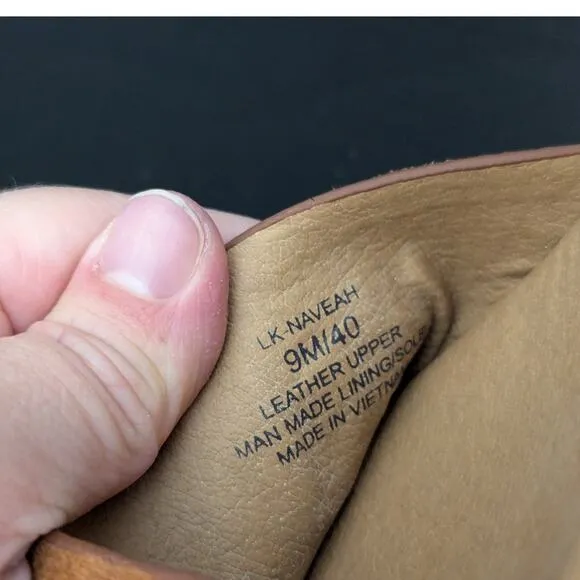 LK-NAVEAH
9M/40
LEATHER UPPER
MAN MADE LINING/SOLE
MADE IN VIETNAM